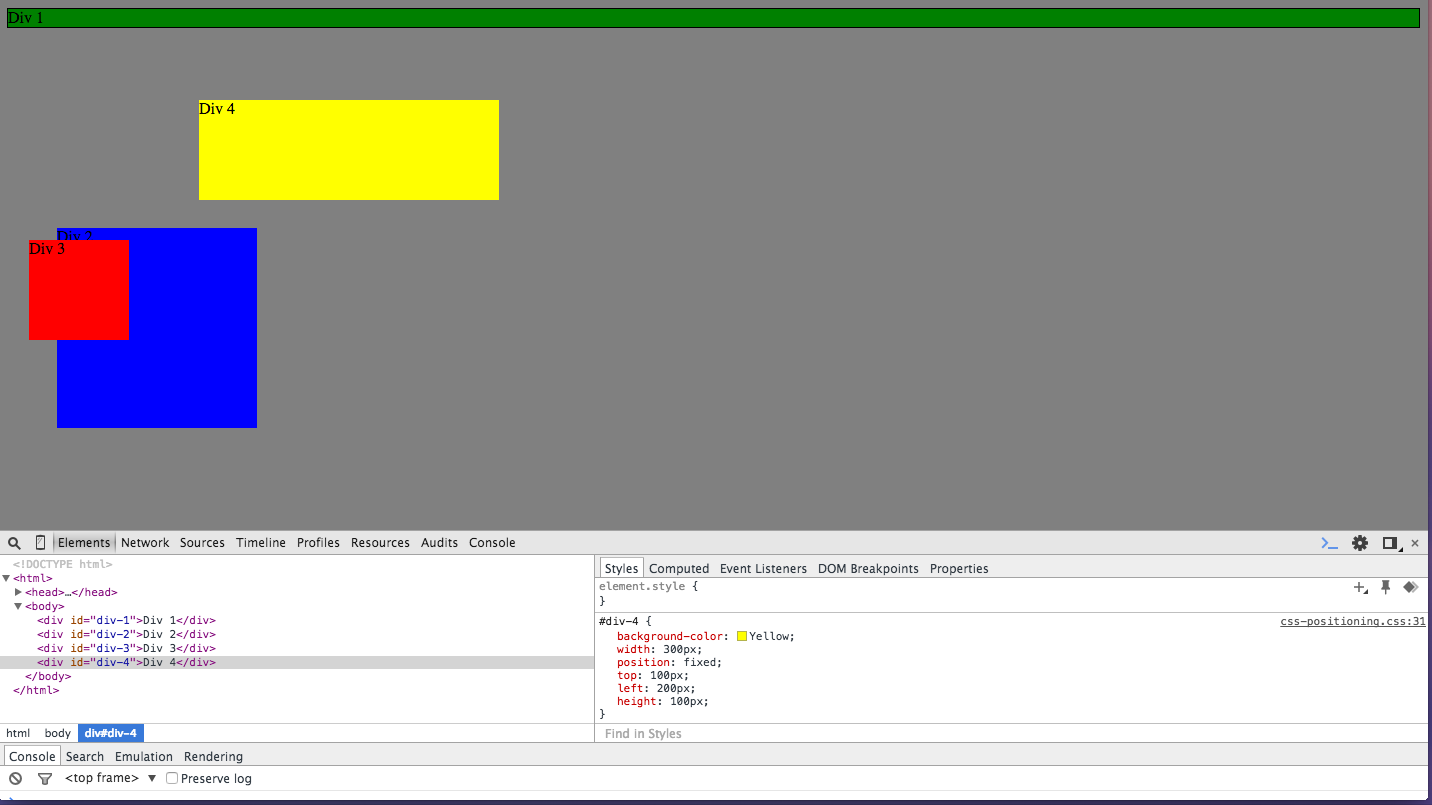 Div 1
Div 4
Div 2
Div 3
Elements Network Sources Timeline Profiles Resources Audits Console
<!DOCTYPE html>
<html>
<head>…</head>
<body>
<div id="div-1">Div 1</div>
<div id="div-2">Div 2</div>
<div id="div-3">Div 3</div>
<div id="div-4">Div 4</div>
</body>
</html>
html body div#div-4
Styles Computed Event Listeners DOM Breakpoints Properties
element.style {
}
#div-4 { css-positioning.css:31
background-color: Yellow;
width: 300px;
position: fixed;
top: 100px;
left: 200px;
height: 100px;
}
Find in Styles
Console Search Emulation Rendering
<top frame> ▼ Preserve log